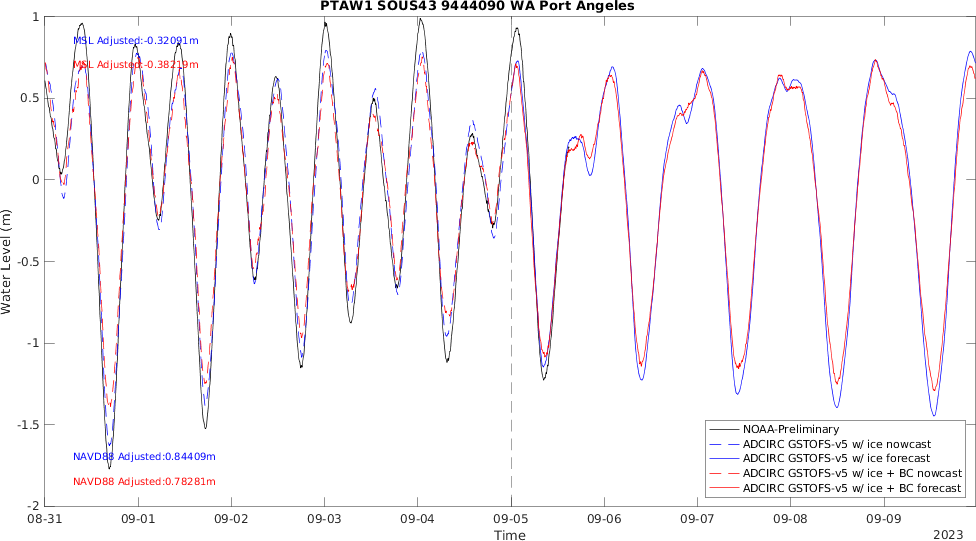 PTAW1 SOUS43 9444090 WA Port Angeles
MSL Adjusted:-0.32091m
MSL Adjusted:-0.38219m
NAVD88 Adjusted:0.84409m
NAVD88 Adjusted:0.78281m
Water Level (m)
1
0.5
0
-0.5
-1
-1.5
-2
NOAA-Preliminary
ADCIRC GSTOFS-v5 w/ ice nowcast
ADCIRC GSTOFS-v5 w/ ice forecast
ADCIRC GSTOFS-v5 w/ ice + BC nowcast
ADCIRC GSTOFS-v5 w/ ice + BC forecast
08-31 09-01 09-02 09-03 09-04 09-05 09-06 09-07 09-08 09-09
Time
2023